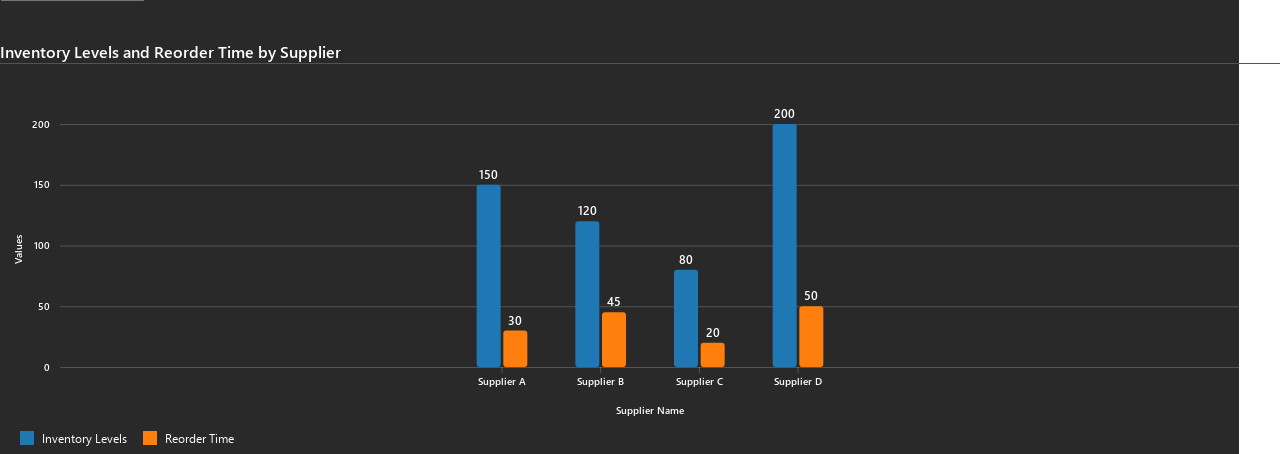 Inventory Levels and Reorder Time by Supplier
200
150
100
50
0
Values
150
30
120
45
80
20
200
50
Supplier A
Supplier B
Supplier C
Supplier D
Supplier Name
Inventory Levels
Reorder Time